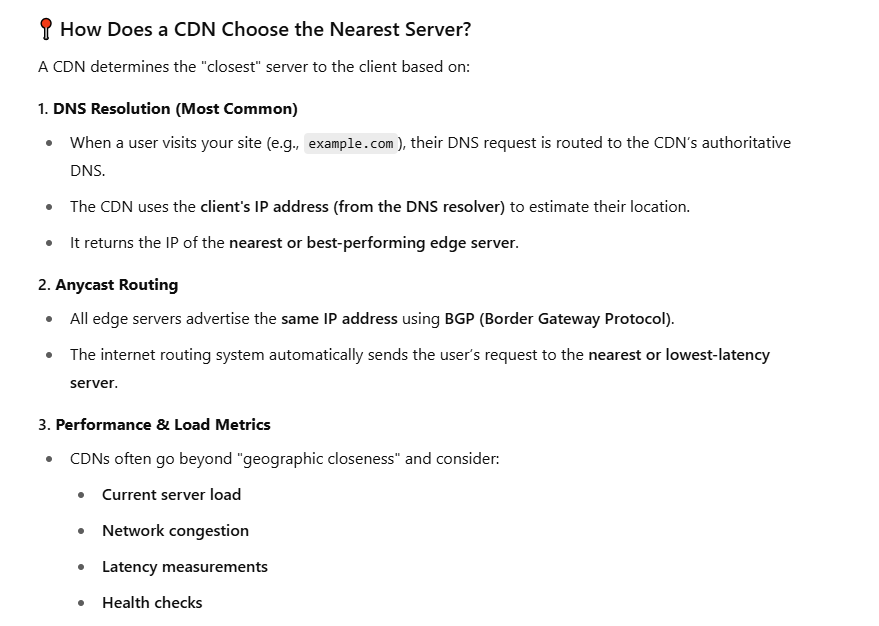 How Does a CDN Choose the Nearest Server?
A CDN determines the "closest" server to the client based on:
1. DNS Resolution (Most Common)
• When a user visits your site (e.g., example.com), their DNS request is routed to the CDN's authoritative
DNS.
• The CDN uses the client's IP address (from the DNS resolver) to estimate their location.
• It returns the IP of the nearest or best-performing edge server.
2. Anycast Routing
• All edge servers advertise the same IP address using BGP (Border Gateway Protocol).
• The internet routing system automatically sends the user's request to the nearest or lowest-latency
server.
3. Performance & Load Metrics
• CDNs often go beyond "geographic closeness" and consider:
• Current server load
• Network congestion
• Latency measurements
• Health checks